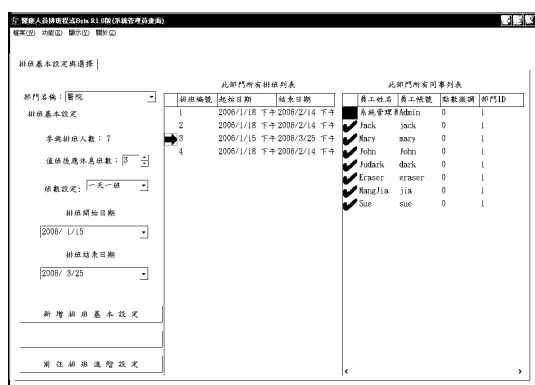 醫療人員排班程式Beta R1.0版(系統管理員畫面)
檔案(W) 功能(X) 顯示(Y) 關於(Z)
排班基本設定與選擇
部門名稱：醫院
排班基本設定
參與排班人數：7
值班後應休息班數：3
班數設定：一天一班
排班開始日期
2008/ 1/15
排班結束日期
2008/ 3/25
新增排班基本設定
前往排班進階設定
此部門所有排班列表
排班編號 起始日期 結束日期
1 2006/1/18 下午 2006/2/14 下午
2 2006/1/18 下午 2008/2/14 下午
3 2006/1/18 下午 2008/3/25 下午
4 2006/1/18 下午 2008/2/14 下午
此部門所有同事列表
員工姓名 員工帳號 點數微調 部門ID
系統管理者 Admin 0 1
Jack jack 0 1
Mary mary 0 1
John John 0 1
Judark dark 0 1
Eraser eraser 0 1
MangJia jia 0 1
Sue sue 0 1